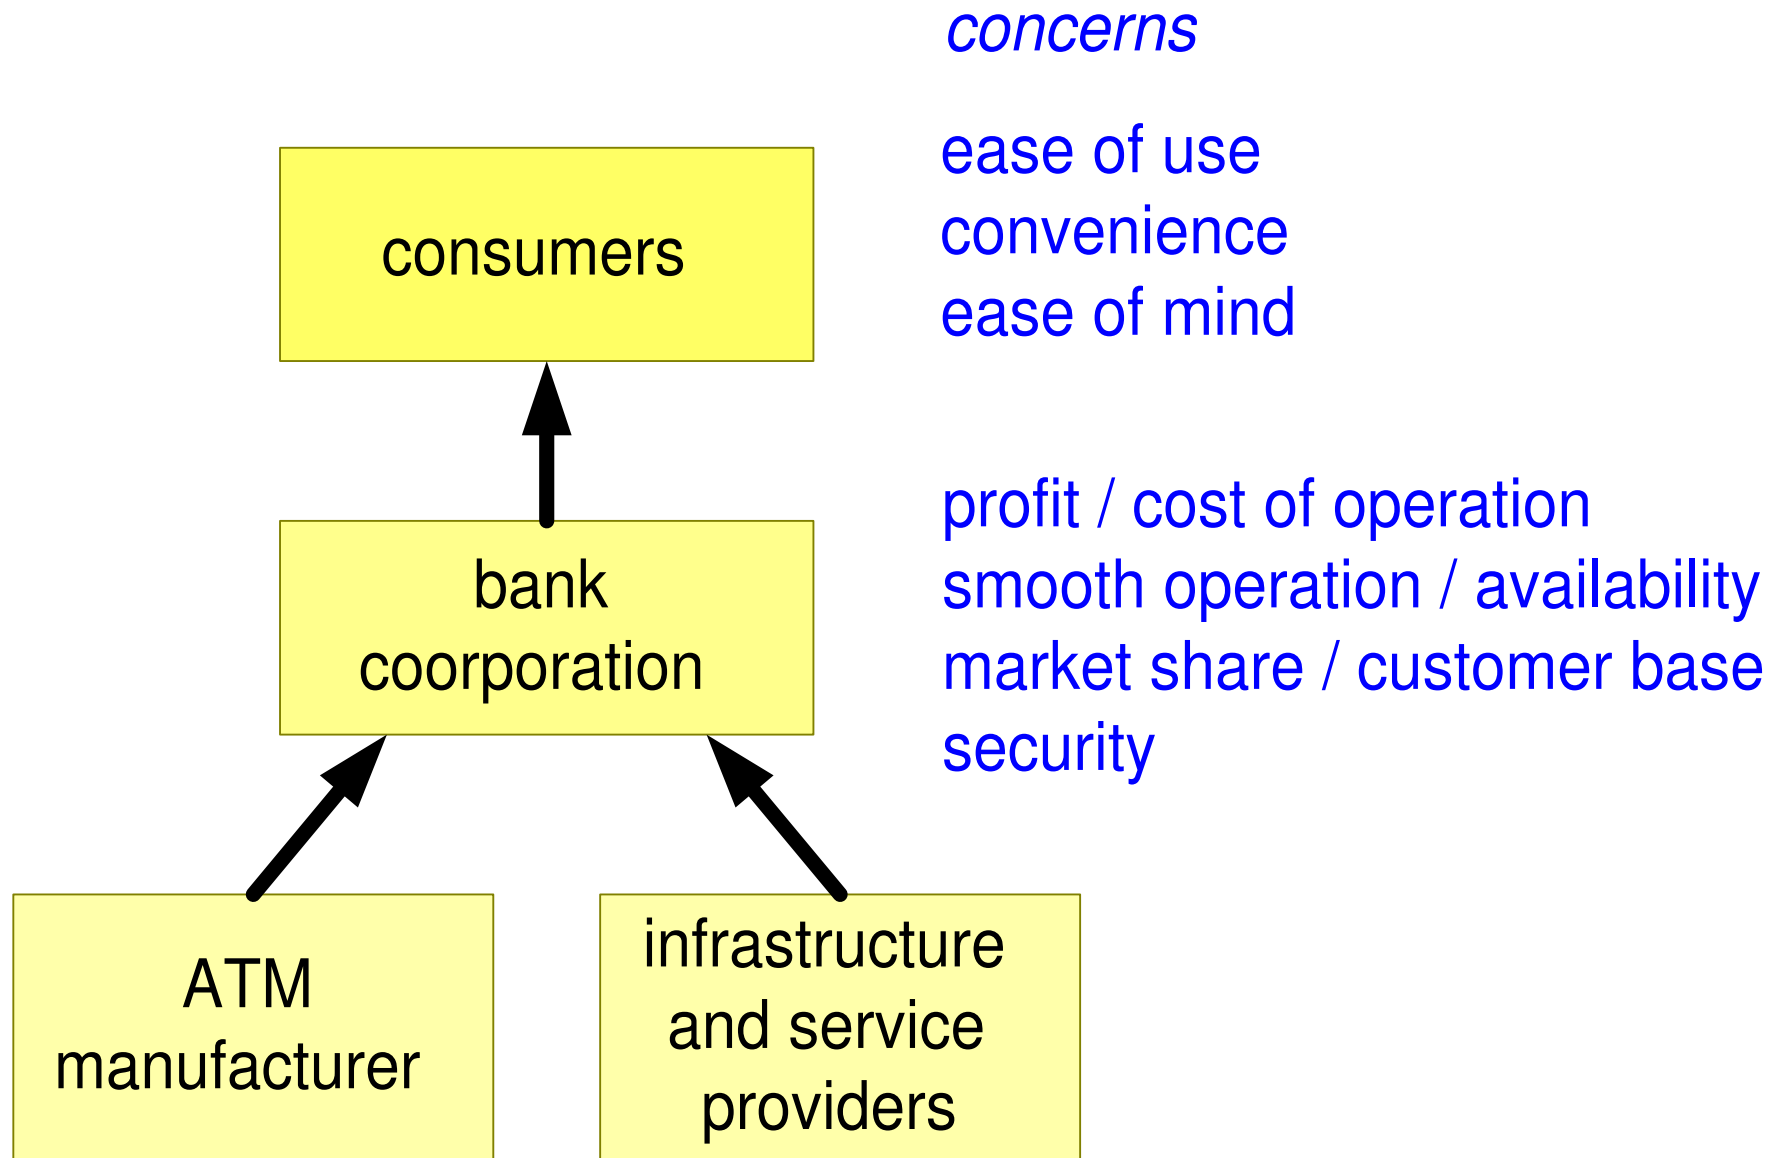 concerns
consumers
ease of use
convenience
ease of mind
bank
coorporation
profit / cost of operation
smooth operation / availability
market share / customer base
security
ATM
manufacturer
infrastructure
and service
providers